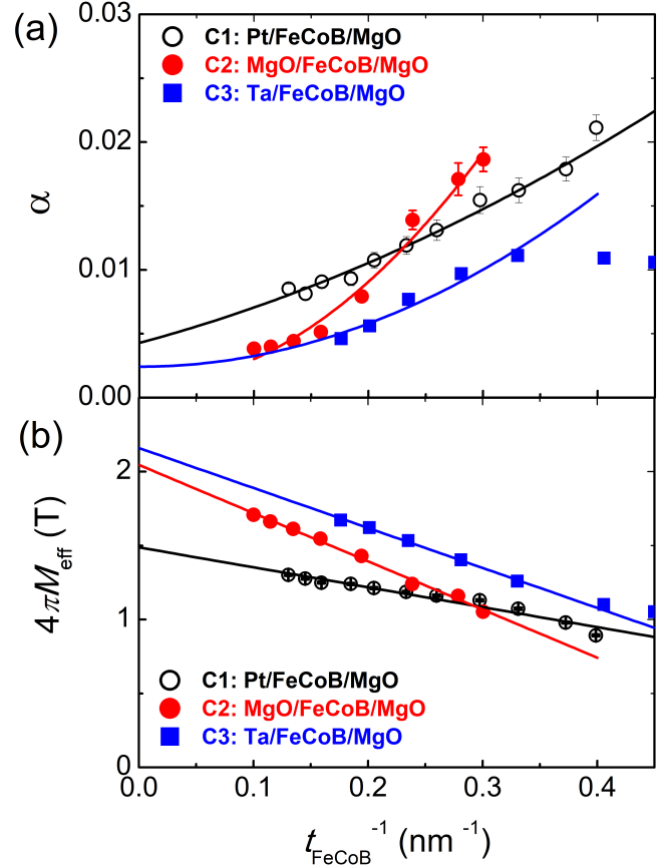 (a)
0.03
C1: Pt/FeCoB/MgO
C2: MgO/FeCoB/MgO
C3: Ta/FeCoB/MgO
0.02
α
0.01
0.00
(b)
2
4πMeff (T)
1
C1: Pt/FeCoB/MgO
C2: MgO/FeCoB/MgO
C3: Ta/FeCoB/MgO
0
0.0 0.1 0.2 0.3 0.4
tFeCoB⁻¹ (nm⁻¹)